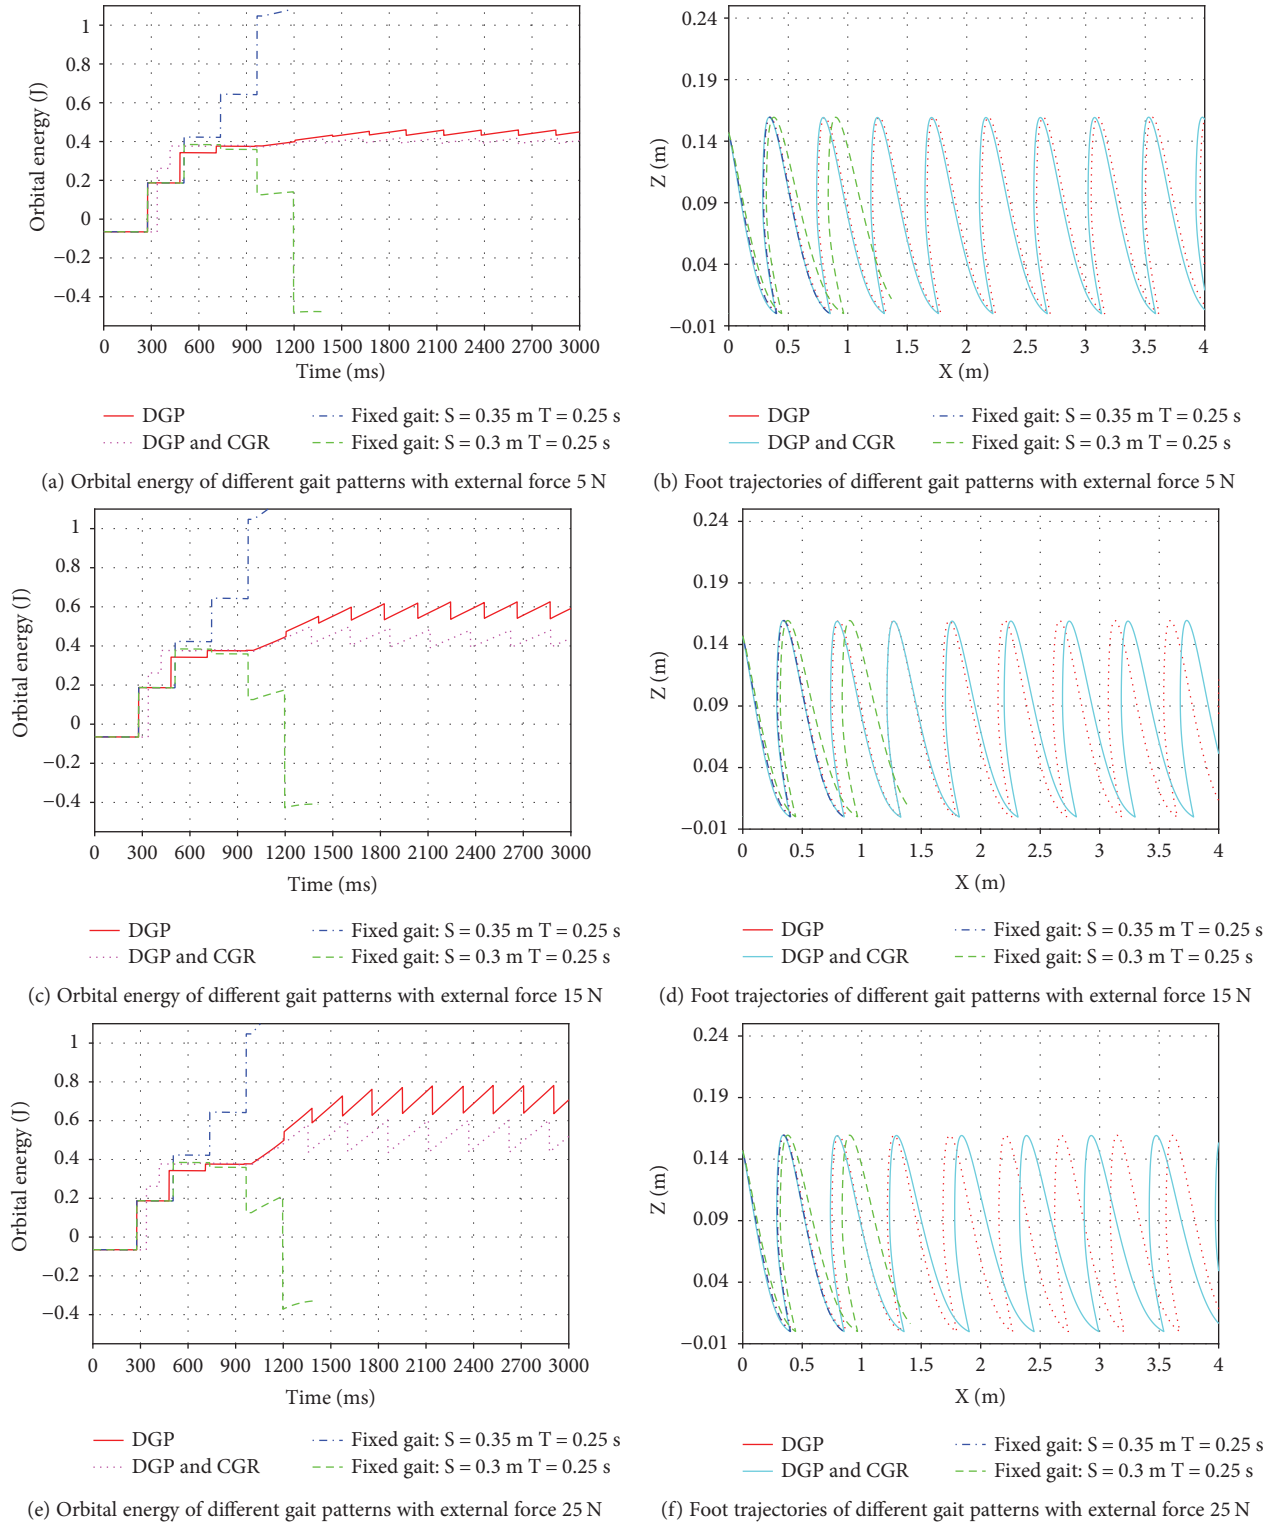 1
0.8
0.6
0.4
0.2
0
−0.2
−0.4
Orbital energy (J)
0 300 600 900 1200 1500 1800 2100 2400 2700 3000
Time (ms)
DGP
DGP and CGR
Fixed gait: S = 0.35 m T = 0.25 s
Fixed gait: S = 0.3 m T = 0.25 s
(a) Orbital energy of different gait patterns with external force 5 N
0.24
0.19
0.14
0.09
0.04
−0.01
Z (m)
0 0.5 1 1.5 2 2.5 3 3.5 4
X (m)
DGP
DGP and CGR
Fixed gait: S = 0.35 m T = 0.25 s
Fixed gait: S = 0.3 m T = 0.25 s
(b) Foot trajectories of different gait patterns with external force 5 N
1
0.8
0.6
0.4
0.2
0
−0.2
−0.4
Orbital energy (J)
0 300 600 900 1200 1500 1800 2100 2400 2700 3000
Time (ms)
DGP
DGP and CGR
Fixed gait: S = 0.35 m T = 0.25 s
Fixed gait: S = 0.3 m T = 0.25 s
(c) Orbital energy of different gait patterns with external force 15 N
0.24
0.19
0.14
0.09
0.04
−0.01
Z (m)
0 0.5 1 1.5 2 2.5 3 3.5 4
X (m)
DGP
DGP and CGR
Fixed gait: S = 0.35 m T = 0.25 s
Fixed gait: S = 0.3 m T = 0.25 s
(d) Foot trajectories of different gait patterns with external force 15 N
1
0.8
0.6
0.4
0.2
0
−0.2
−0.4
Orbital energy (J)
0 300 600 900 1200 1500 1800 2100 2400 2700 3000
Time (ms)
DGP
DGP and CGR
Fixed gait: S = 0.35 m T = 0.25 s
Fixed gait: S = 0.3 m T = 0.25 s
(e) Orbital energy of different gait patterns with external force 25 N
0.24
0.19
0.14
0.09
0.04
−0.01
Z (m)
0 0.5 1 1.5 2 2.5 3 3.5 4
X (m)
DGP
DGP and CGR
Fixed gait: S = 0.35 m T = 0.25 s
Fixed gait: S = 0.3 m T = 0.25 s
(f) Foot trajectories of different gait patterns with external force 25 N